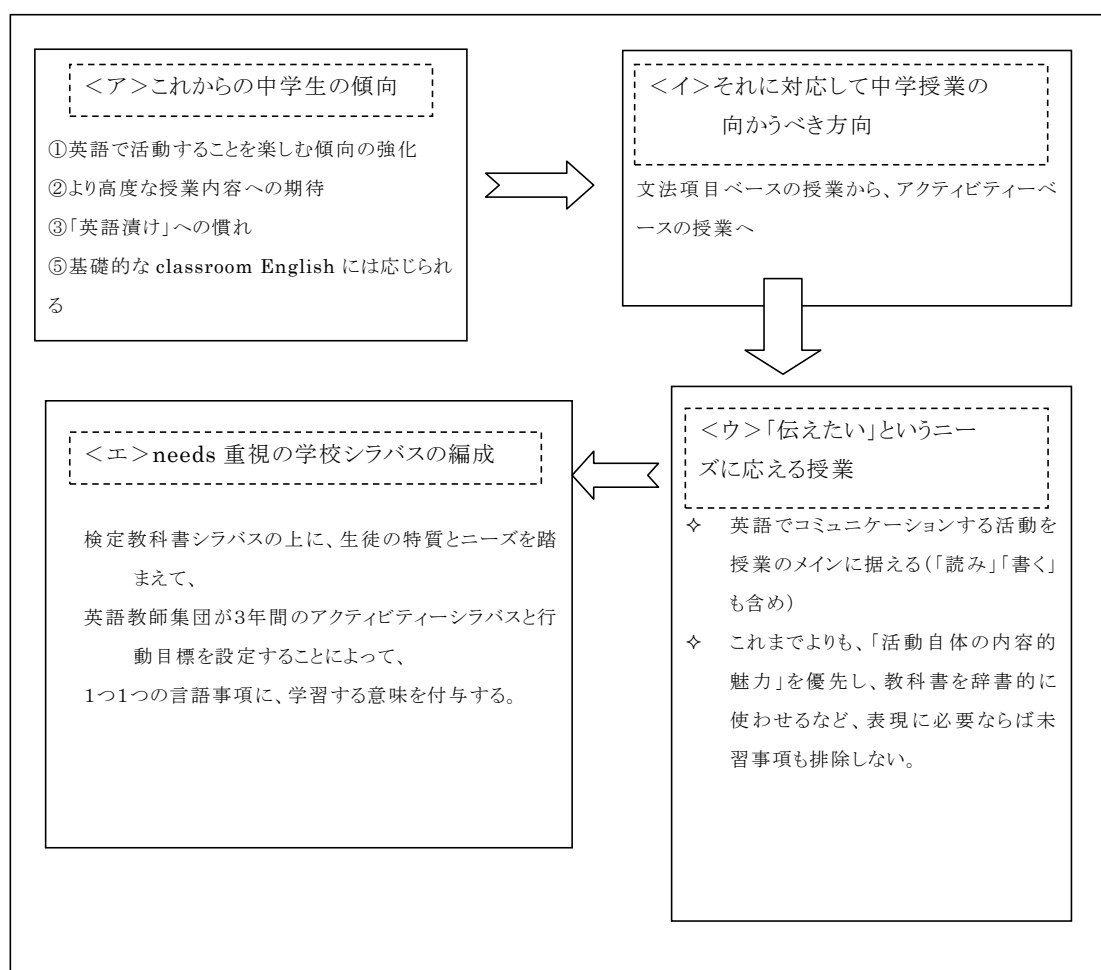 <ア>これからの中学生の傾向
①英語で活動することを楽しむ傾向の強化
②より高度な授業内容への期待
③「英語漬け」への慣れ
⑤基礎的な classroom English には応じられ
る
<イ>それに対応して中学授業の
向かうべき方向
文法項目ベースの授業から、アクティビティーベ
ースの授業へ
<ウ>「伝えたい」というニー
ズに応える授業
✧ 英語でコミュニケーションする活動を
授業のメインに据える(「読み」「書く」
も含め)
✧ これまでよりも、「活動自体の内容的
魅力」を優先し、教科書を辞書的に
使わせるなど、表現に必要ならば未
習事項も排除しない。
<エ>needs 重視の学校シラバスの編成
検定教科書シラバスの上に、生徒の特質とニーズを踏
まえて、
英語教師集団が3年間のアクティビティーシラバスと行
動目標を設定することによって、
1つ1つの言語事項に、学習する意味を付与する。